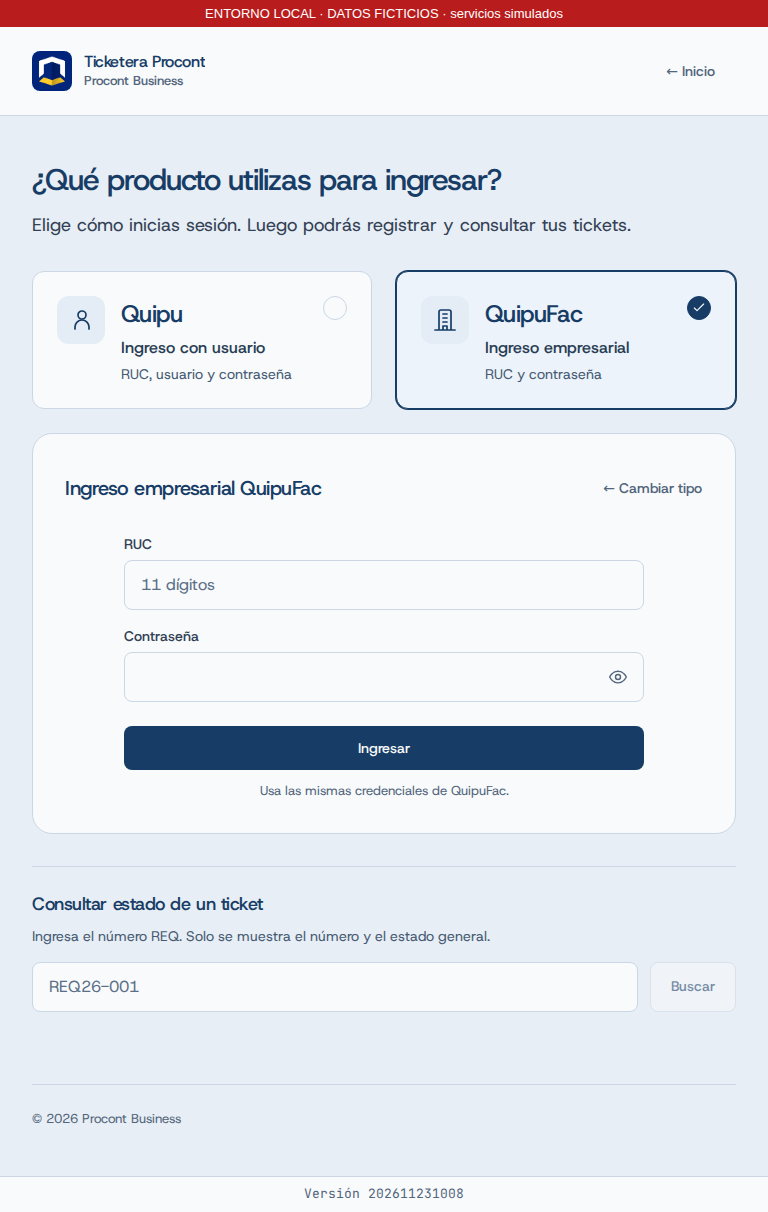 ENTORNO LOCAL · DATOS FICTICIOS · servicios simulados
Ticketera Procont
Procont Business
← Inicio
¿Qué producto utilizas para ingresar?
Elige cómo inicias sesión. Luego podrás registrar y consultar tus tickets.
Quipu
Ingreso con usuario
RUC, usuario y contraseña
QuipuFac
Ingreso empresarial
RUC y contraseña
Ingreso empresarial QuipuFac
← Cambiar tipo
RUC
11 dígitos
Contraseña
Ingresar
Usa las mismas credenciales de QuipuFac.
Consultar estado de un ticket
Ingresa el número REQ. Solo se muestra el número y el estado general.
REQ26-001
Buscar
© 2026 Procont Business
Versión 202611231008